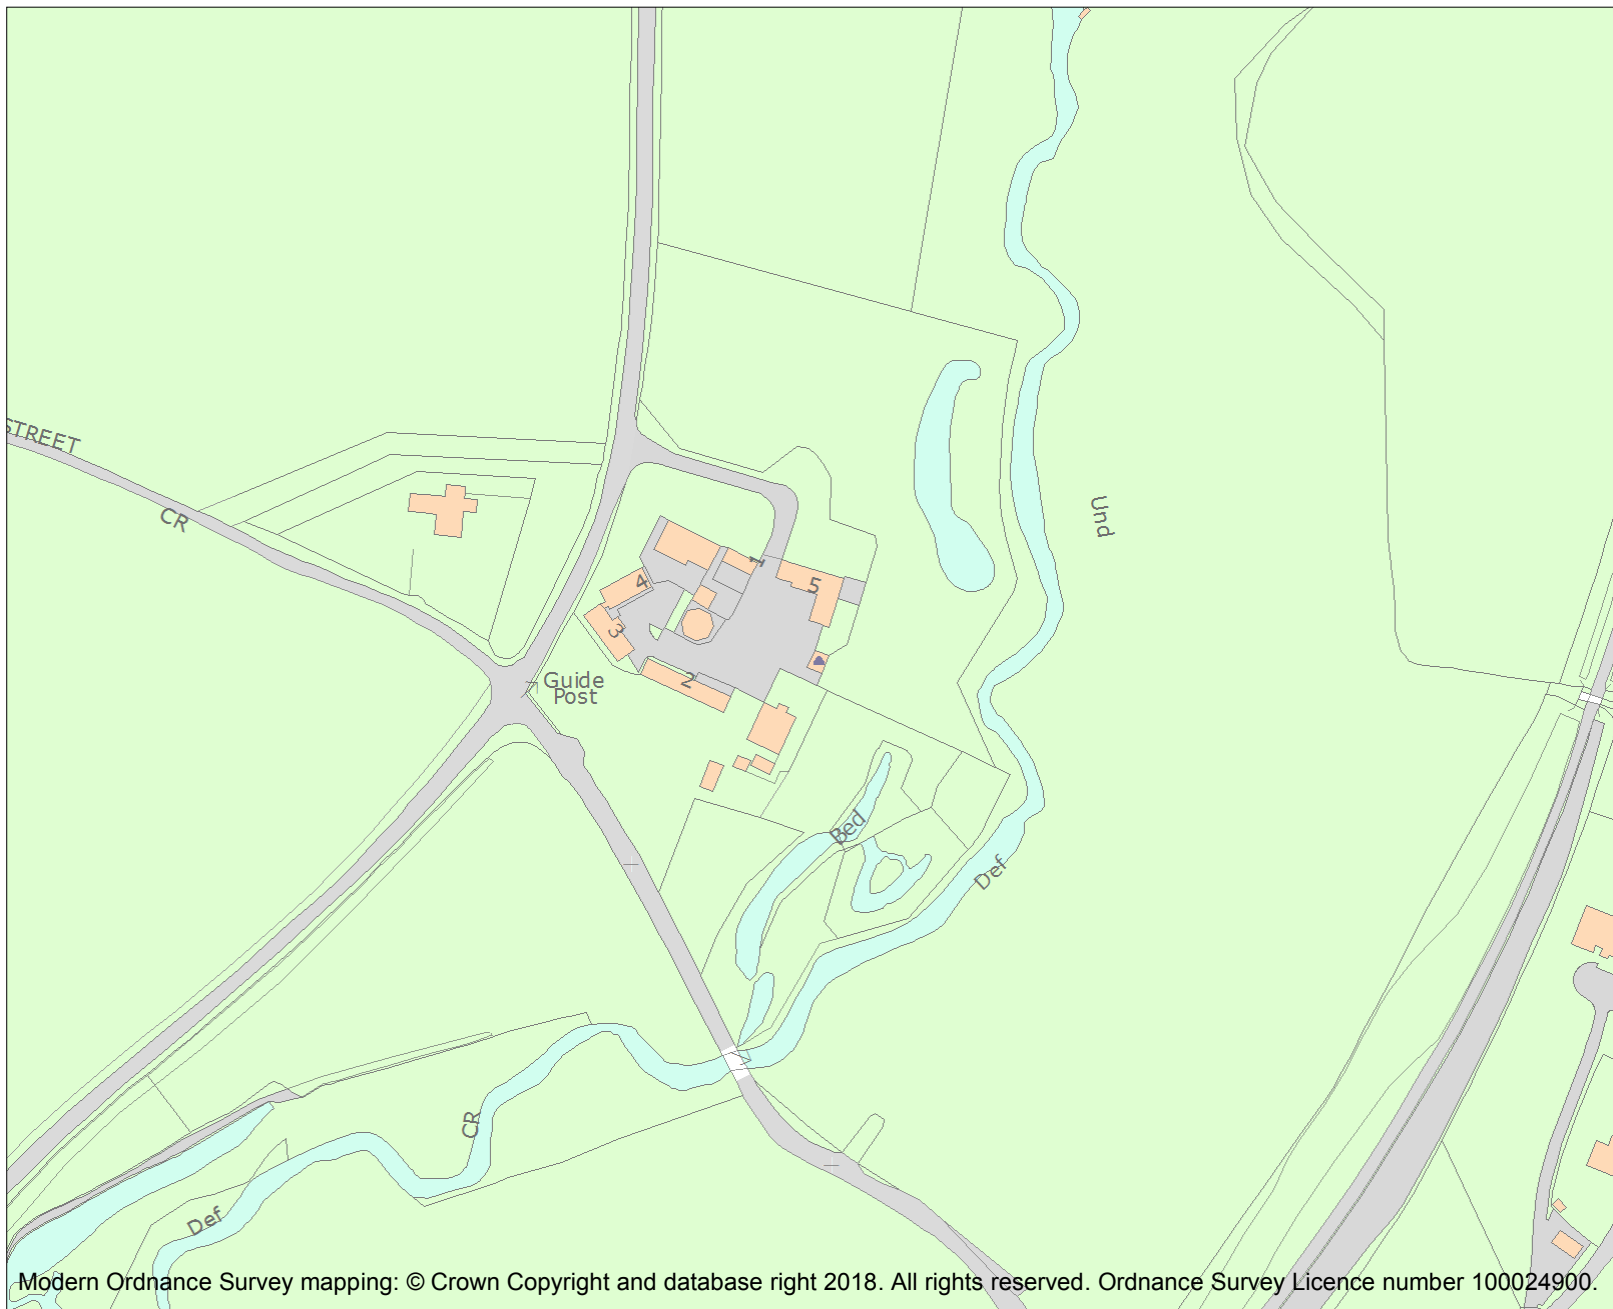 STREET
CR
Und
1
5
4
3
2
Guide
Post
Bed
Def
CR
Def
Modern Ordnance Survey mapping: © Crown Copyright and database right 2018. All rights reserved. Ordnance Survey Licence number 100024900.